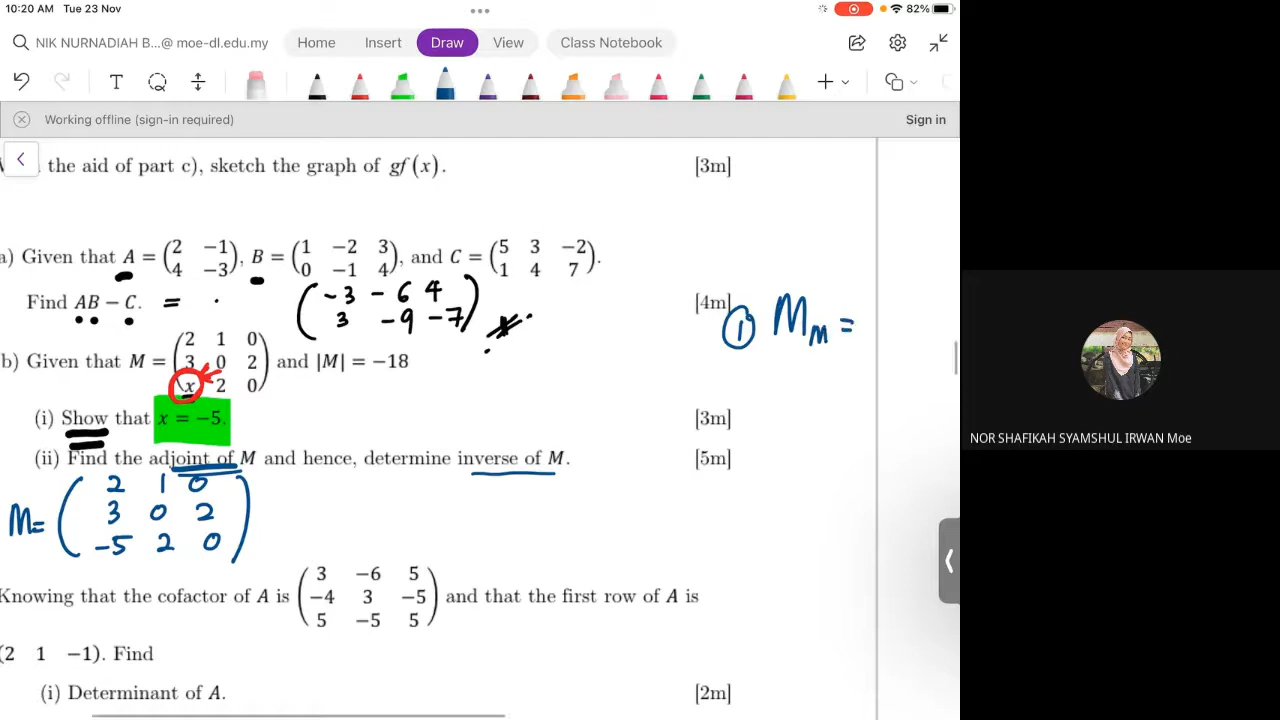 10:20 AM Tue 23 Nov
82%
NIK NURNADIAH B...@ moe-dl.edu.my
Home Insert Draw View Class Notebook
Working offline (sign-in required)
Sign in
the aid of part c), sketch the graph of gf(x).
[3m]
a) Given that A = (2 −1; 4 −3), B = (1 −2 3; 0 −1 4), and C = (5 3 −2; 1 4 7).
Find AB − C. = (−3 −6 4; 3 −9 −7)
[4m]
① M_m =
b) Given that M = (2 1 0; 3 0 2; x 2 0) and |M| = −18
(i) Show that x = −5.
[3m]
(ii) Find the adjoint of M and hence, determine inverse of M.
[5m]
M = (2 1 0; 3 0 2; −5 2 0)
Knowing that the cofactor of A is (3 −6 5; −4 3 −5; 5 −5 5) and that the first row of A is
(2 1 −1). Find
(i) Determinant of A.
[2m]
NOR SHAFIKAH SYAMSHUL IRWAN Moe